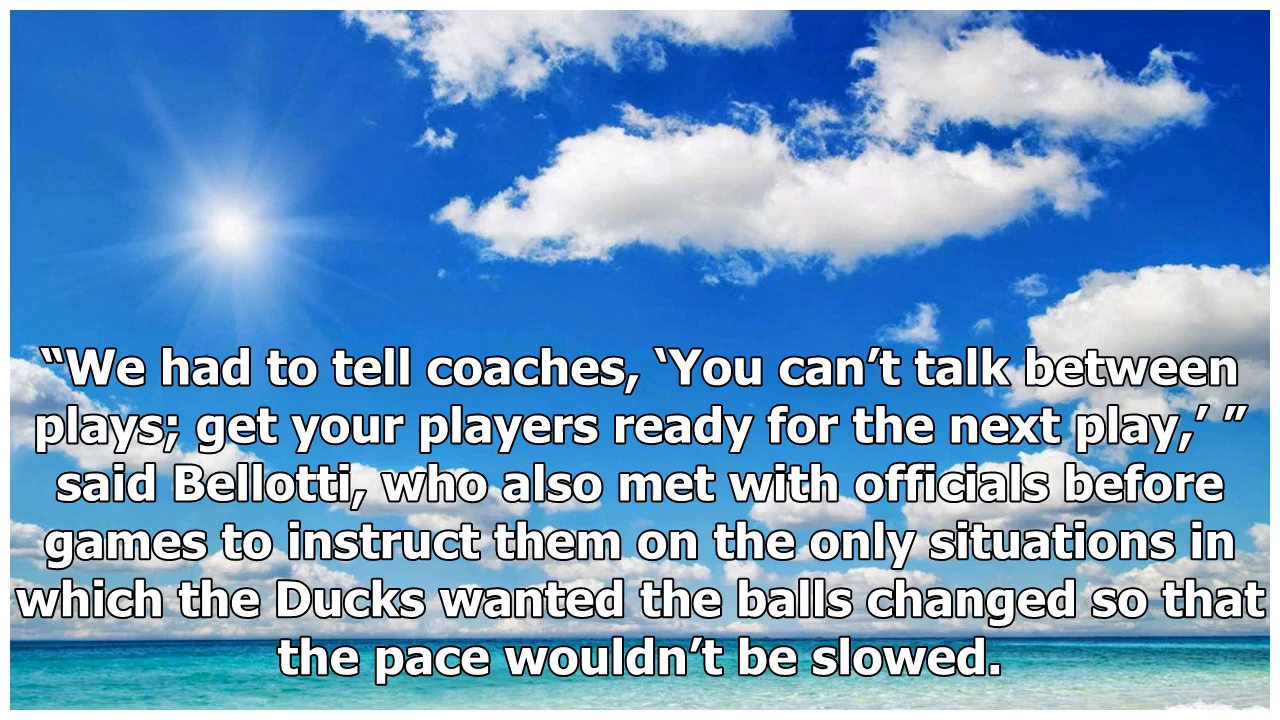 “We had to tell coaches, ‘You can’t talk between
plays; get your players ready for the next play,’ ”
said Bellotti, who also met with officials before
games to instruct them on the only situations in
which the Ducks wanted the balls changed so that
the pace wouldn’t be slowed.